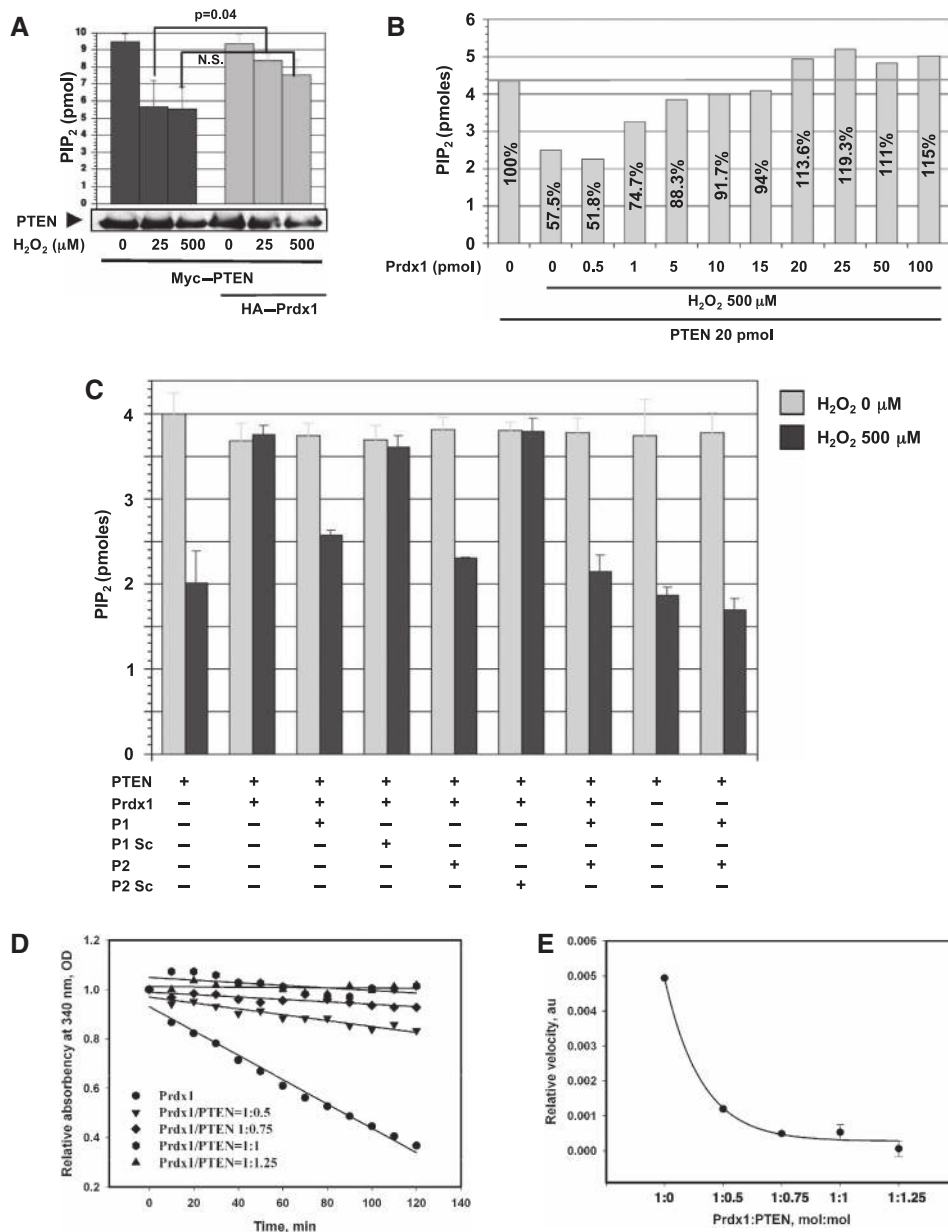 A
p=0.04
N.S.
PIP2 (pmol)
10
9
8
7
6
5
4
3
2
1
0
PTEN
H2O2 (μM) 0 25 500 0 25 500
Myc–PTEN
HA–Prdx1
B
PIP2 (pmoles)
6
5
4
3
2
1
0
100% 57.5% 51.8% 74.7% 88.3% 91.7% 94% 113.6% 119.3% 111% 115%
Prdx1 (pmol) 0 0 0.5 1 5 10 15 20 25 50 100
H2O2 500 μM
PTEN 20 pmol
C
PIP2 (pmoles)
4
3
2
1
0
H2O2 0 μM
H2O2 500 μM
PTEN + + + + + + + + +
Prdx1 – + + + + + + – –
P1 – – + – – – + – +
P1 Sc – – – + – – – – –
P2 – – – – + – + – +
P2 Sc – – – – – + – – –
D
Relative absorbency at 340 nm, OD
1.2
1.0
0.8
0.6
0.4
0.2
Prdx1
Prdx1/PTEN=1:0.5
Prdx1/PTEN 1:0.75
Prdx1/PTEN=1:1
Prdx1/PTEN=1:1.25
0 20 40 60 80 100 120 140
Time, min
E
Relative velocity, au
0.005
0.006
0.004
0.003
0.002
0.001
0.000
1:0 1:0.5 1:0.75 1:1 1:1.25
Prdx1:PTEN, mol:mol